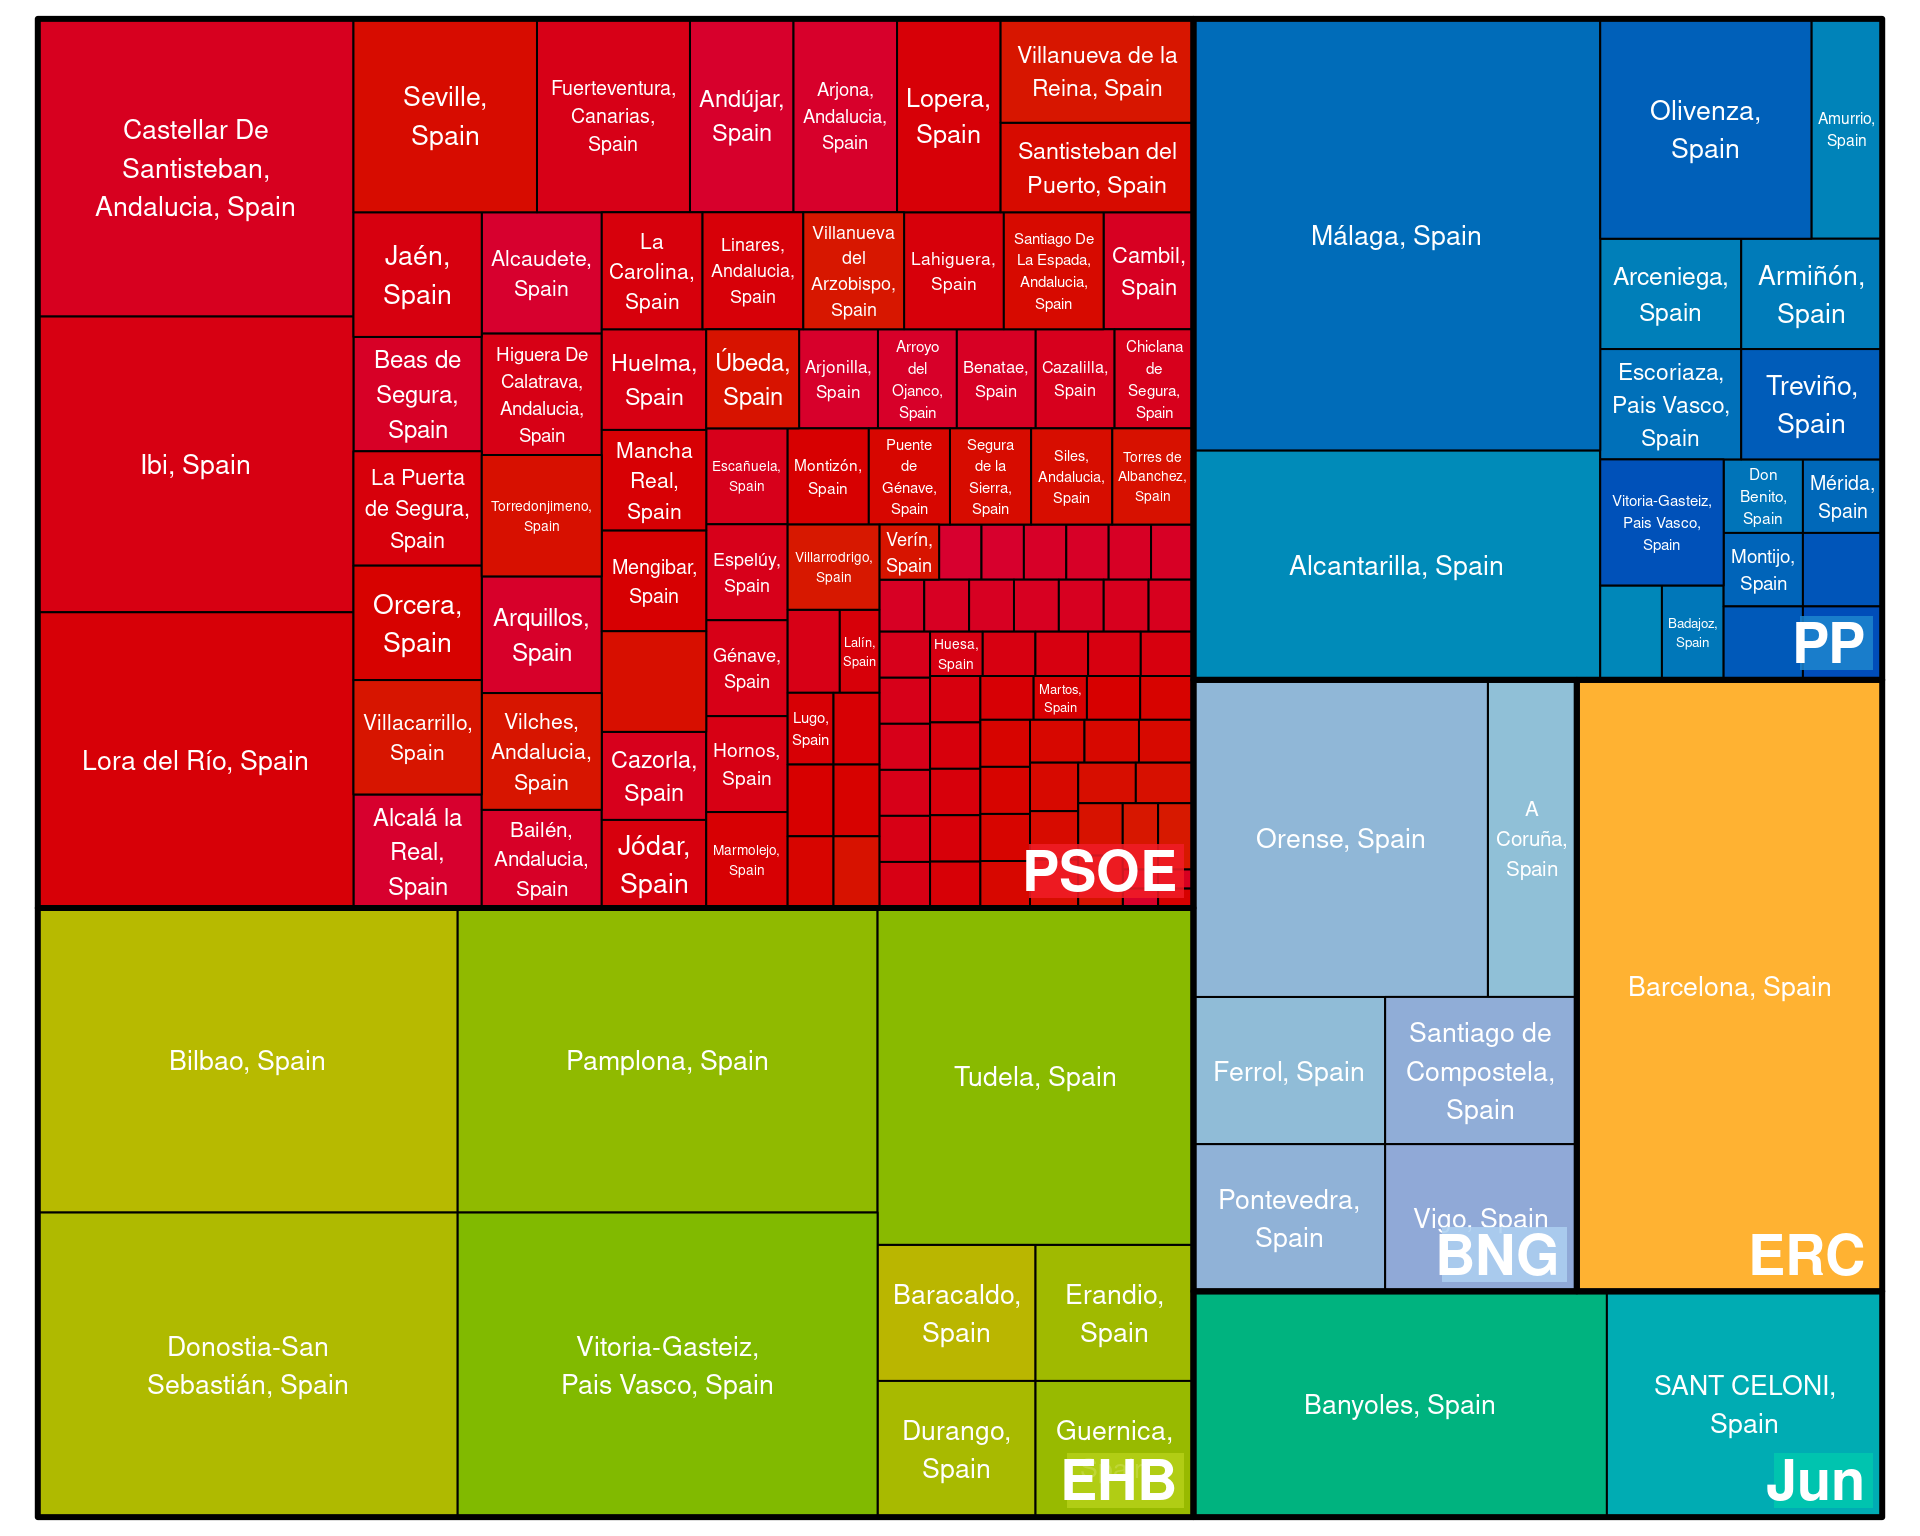 Castellar De
Santisteban,
Andalucia, Spain
Ibi, Spain
Lora del Río, Spain
Seville,
Spain
Fuerteventura,
Canarias,
Spain
Andújar,
Spain
Arjona,
Andalucia,
Spain
Lopera,
Spain
Villanueva de la
Reina, Spain
Santisteban del
Puerto, Spain
Jaén,
Spain
Beas de
Segura,
Spain
La Puerta
de Segura,
Spain
Orcera,
Spain
Villacarrillo,
Spain
Alcalá la
Real,
Spain
Alcaudete,
Spain
Higuera De
Calatrava,
Andalucia,
Spain
Torredonjimeno,
Spain
Arquillos,
Spain
Vilches,
Andalucia,
Spain
Bailén,
Andalucia,
Spain
La
Carolina,
Spain
Linares,
Andalucia,
Spain
Villanueva
del
Arzobispo,
Spain
Lahiguera,
Spain
Santiago De
La Espada,
Andalucia,
Spain
Cambil,
Spain
Huelma,
Spain
Mancha
Real,
Spain
Mengibar,
Spain
Cazorla,
Spain
Jódar,
Spain
Úbeda,
Spain
Arjonilla,
Spain
Arroyo
del
Ojanco,
Spain
Benatae,
Spain
Cazalilla,
Spain
Chiclana
de
Segura,
Spain
Escañuela,
Spain
Espelúy,
Spain
Génave,
Spain
Hornos,
Spain
Marmolejo,
Spain
Montizón,
Spain
Puente
de
Génave,
Spain
Segura
de la
Sierra,
Spain
Siles,
Andalucia,
Spain
Torres de
Albanchez,
Spain
Villarrodrigo,
Spain
Verín,
Spain
Lalín,
Spain
Lugo,
Spain
Huesa,
Spain
Martos,
Spain
PSOE
Málaga, Spain
Alcantarilla, Spain
Olivenza,
Spain
Amurrio,
Spain
Arceniega,
Spain
Armiñón,
Spain
Escoriaza,
Pais Vasco,
Spain
Treviño,
Spain
Vitoria-Gasteiz,
Pais Vasco,
Spain
Don
Benito,
Spain
Mérida,
Spain
Montijo,
Spain
Badajoz,
Spain
PP
Bilbao, Spain
Donostia-San
Sebastián, Spain
Pamplona, Spain
Vitoria-Gasteiz,
Pais Vasco, Spain
Tudela, Spain
Baracaldo,
Spain
Erandio,
Spain
Durango,
Spain
Guernica,
EHB
Orense, Spain
A
Coruña,
Spain
Ferrol, Spain
Santiago de
Compostela,
Spain
Pontevedra,
Spain
Vigo, Spain
BNG
Barcelona, Spain
ERC
Banyoles, Spain
SANT CELONI,
Spain
Jun